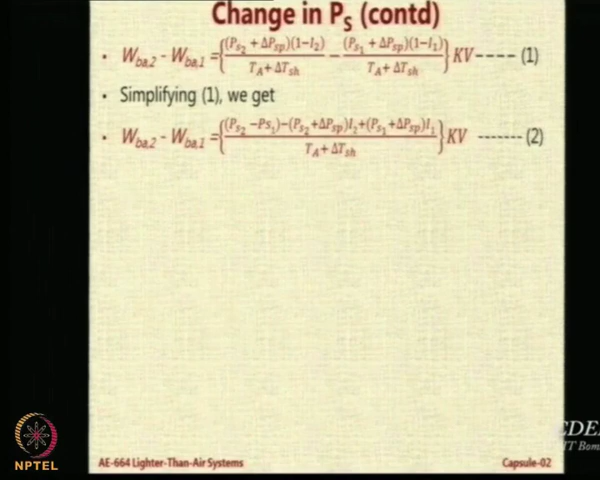 Change in P_S (contd)
• W_ba,2 - W_ba,1 ={(P_s2 + ΔP_sp)(1−I_2)/(T_A + ΔT_sh) − (P_s1 + ΔP_sp)(1−I_1)/(T_A + ΔT_sh)} KV ---- (1)
• Simplifying (1), we get
• W_ba,2 - W_ba,1 ={(P_s2 −Ps_1)−(P_s2+ΔP_sp)I_2+(P_s1+ΔP_sp)I_1/(T_A + ΔT_sh)} KV ------- (2)
NPTEL
AE-664 Lighter-Than-Air Systems
Capsule-02